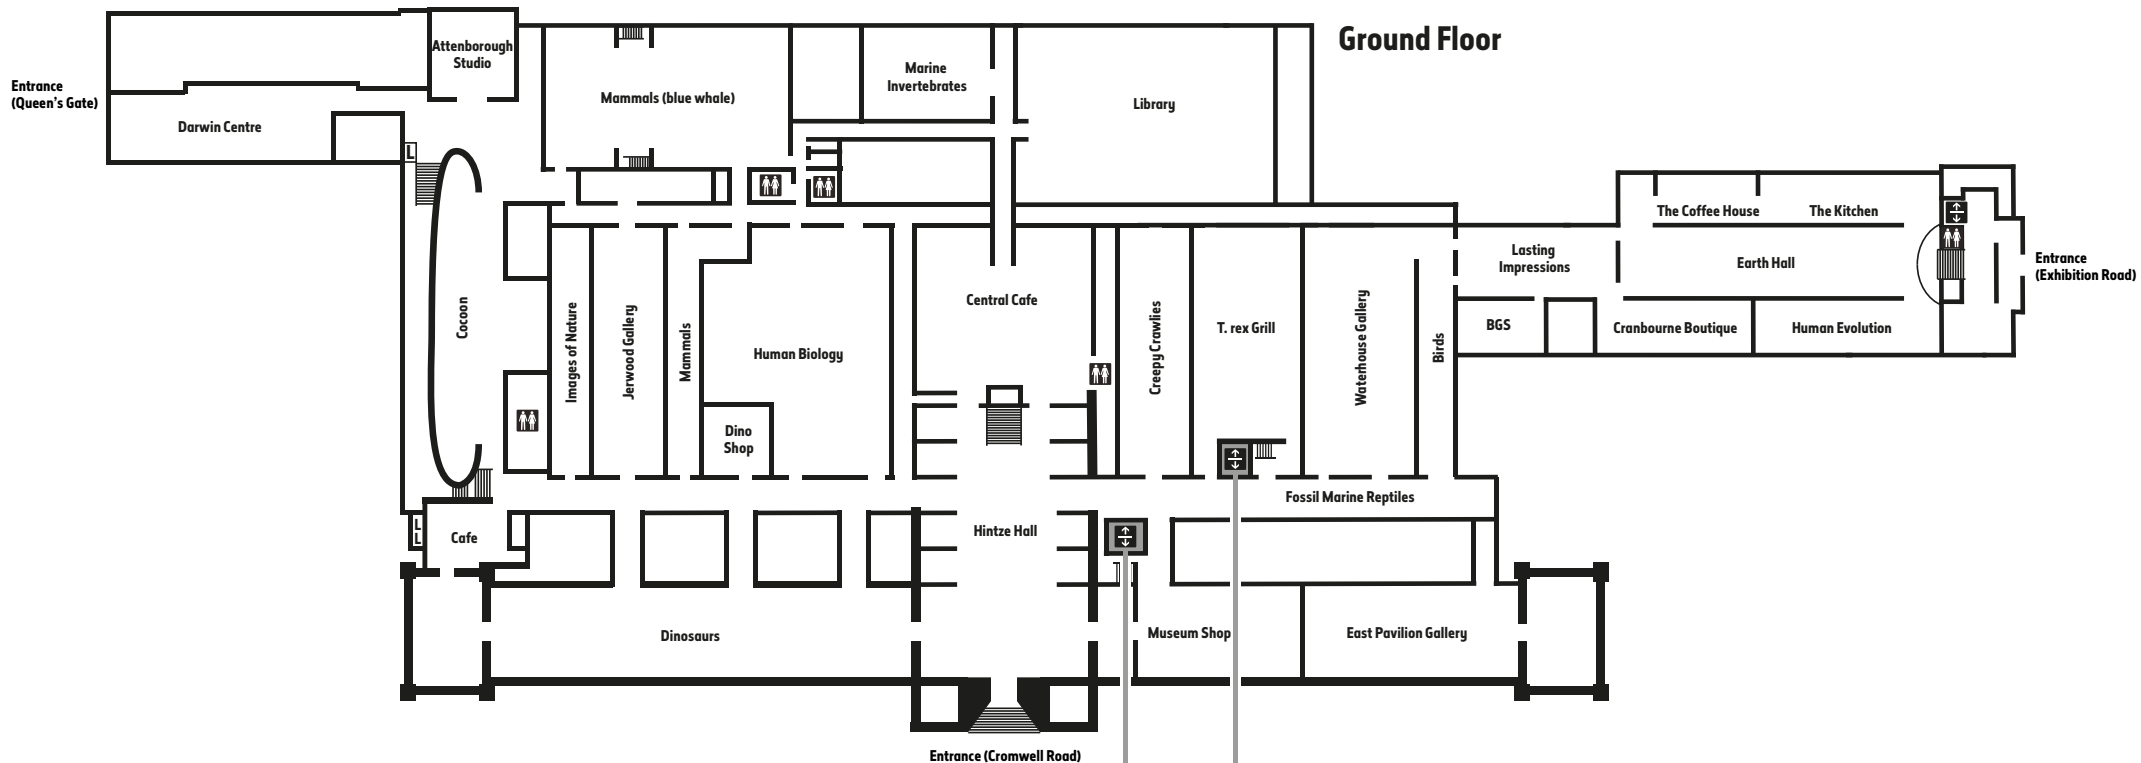 Ground Floor
Attenborough
Studio
Entrance
(Queen's Gate)
Darwin Centre
L
Mammals (blue whale)
Marine
Invertebrates
Library
The Coffee House
The Kitchen
Lasting
Impressions
Earth Hall
Entrance
(Exhibition Road)
BGS
Cranbourne Boutique
Human Evolution
Cocoon
Images of Nature
Jerwood Gallery
Mammals
Human Biology
Dino
Shop
Central Cafe
Creepy Crawlies
T. rex Grill
Waterhouse Gallery
Birds
Fossil Marine Reptiles
L
L
Cafe
Hintze Hall
Dinosaurs
Museum Shop
East Pavilion Gallery
Entrance (Cromwell Road)